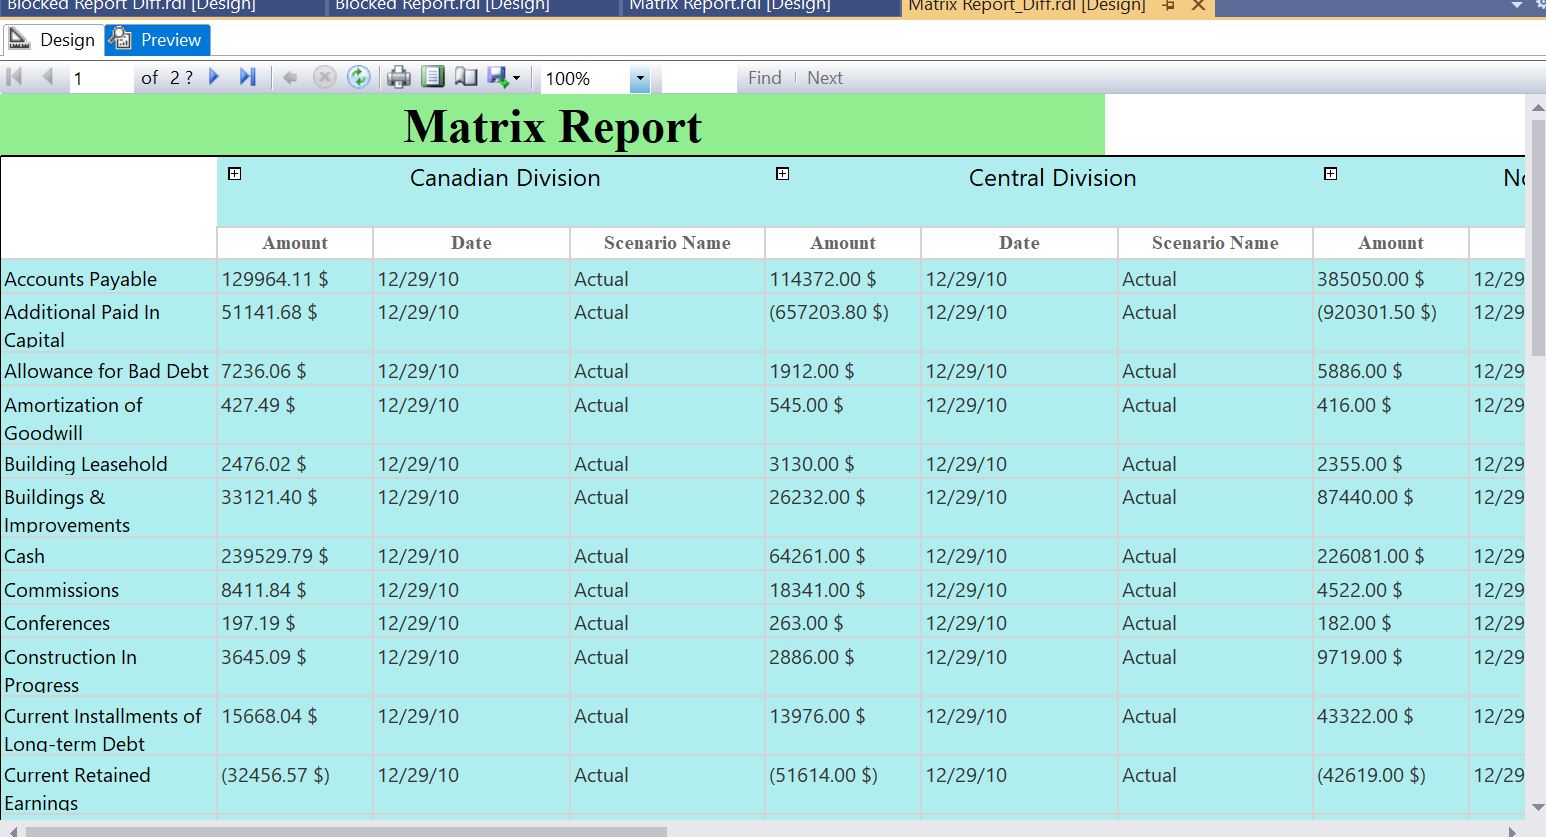 Blocked Report Diff.rdl [Design] Blocked Report.rdl [Design] Matrix Report.rdl [Design] Matrix Report_Diff.rdl [Design]
Design Preview
1 of 2 ? 100% Find Next
Matrix Report
Canadian Division Central Division
Amount Date Scenario Name Amount Date Scenario Name Amount
Accounts Payable 129964.11 $ 12/29/10 Actual 114372.00 $ 12/29/10 Actual 385050.00 $ 12/29
Additional Paid In 51141.68 $ 12/29/10 Actual (657203.80 $) 12/29/10 Actual (920301.50 $) 12/29
Capital
Allowance for Bad Debt 7236.06 $ 12/29/10 Actual 1912.00 $ 12/29/10 Actual 5886.00 $ 12/29
Amortization of 427.49 $ 12/29/10 Actual 545.00 $ 12/29/10 Actual 416.00 $ 12/29
Goodwill
Building Leasehold 2476.02 $ 12/29/10 Actual 3130.00 $ 12/29/10 Actual 2355.00 $ 12/29
Buildings & 33121.40 $ 12/29/10 Actual 26232.00 $ 12/29/10 Actual 87440.00 $ 12/29
Improvements
Cash 239529.79 $ 12/29/10 Actual 64261.00 $ 12/29/10 Actual 226081.00 $ 12/29
Commissions 8411.84 $ 12/29/10 Actual 18341.00 $ 12/29/10 Actual 4522.00 $ 12/29
Conferences 197.19 $ 12/29/10 Actual 263.00 $ 12/29/10 Actual 182.00 $ 12/29
Construction In 3645.09 $ 12/29/10 Actual 2886.00 $ 12/29/10 Actual 9719.00 $ 12/29
Progress
Current Installments of 15668.04 $ 12/29/10 Actual 13976.00 $ 12/29/10 Actual 43322.00 $ 12/29
Long-term Debt
Current Retained (32456.57 $) 12/29/10 Actual (51614.00 $) 12/29/10 Actual (42619.00 $) 12/29
Earnings